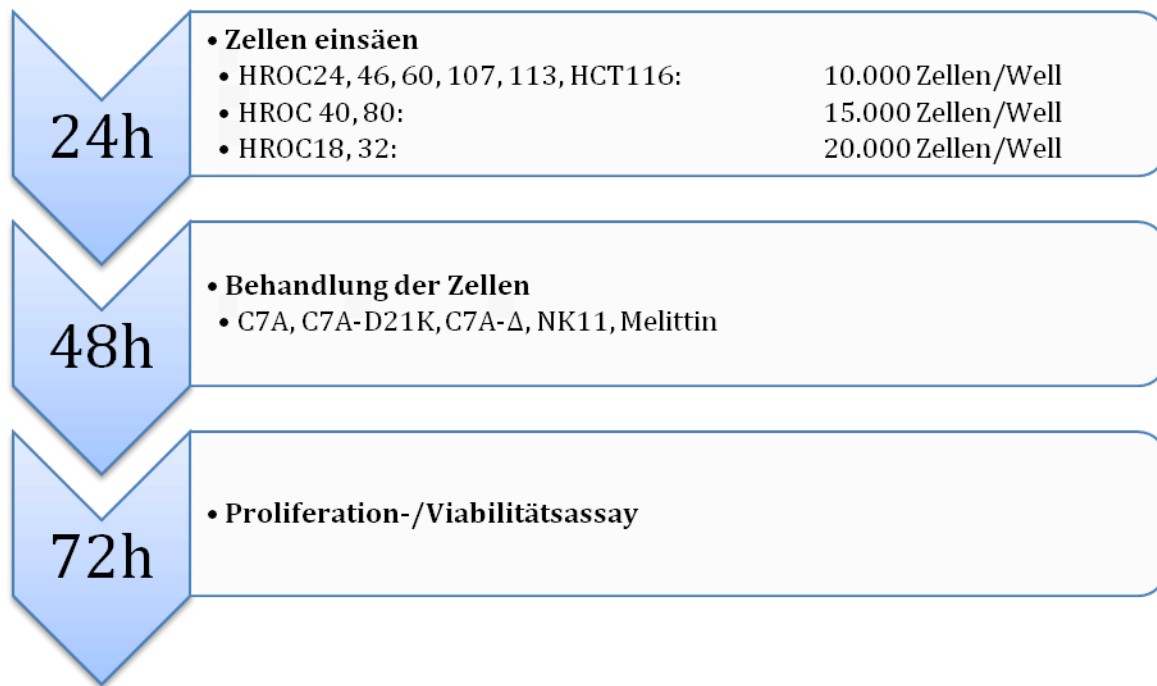 24h
• Zellen einsäen
• HROC24, 46, 60, 107, 113, HCT116: 10.000 Zellen/Well
• HROC 40, 80: 15.000 Zellen/Well
• HROC18, 32: 20.000 Zellen/Well
48h
• Behandlung der Zellen
• C7A, C7A-D21K, C7A-Δ, NK11, Melittin
72h
• Proliferation-/Viabilitätsassay